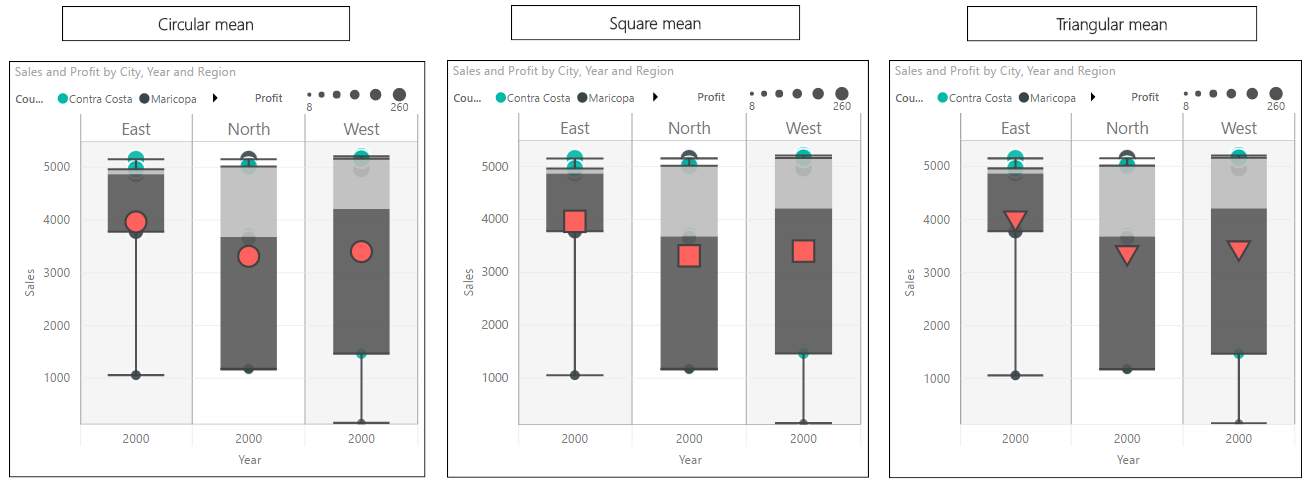 Circular mean
Square mean
Triangular mean
Sales and Profit by City, Year and Region
Cou... Contra Costa Maricopa Profit 8 260
East North West
5000
4000
3000
2000
1000
Sales
2000 2000 2000
Year
Sales and Profit by City, Year and Region
Cou... Contra Costa Maricopa Profit 8 260
East North West
5000
4000
3000
2000
1000
Sales
2000 2000 2000
Year
Sales and Profit by City, Year and Region
Cou... Contra Costa Maricopa Profit 8 260
East North West
5000
4000
3000
2000
1000
Sales
2000 2000 2000
Year